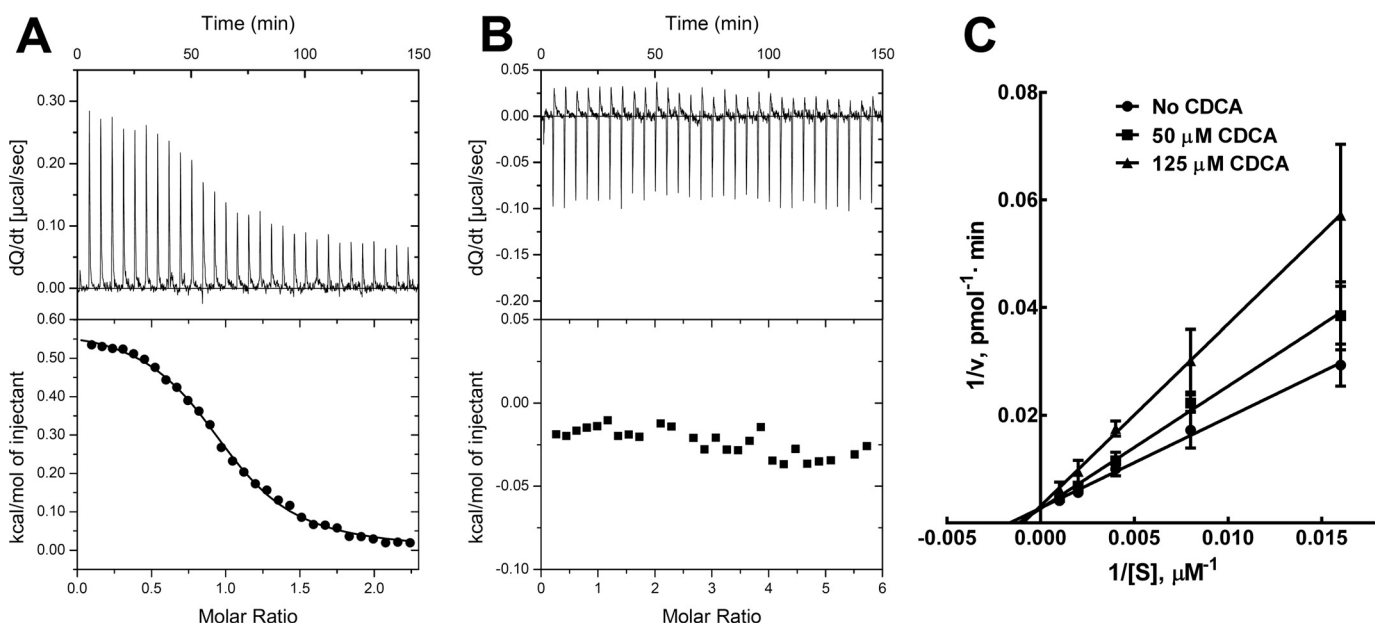 A
Time (min)
0 50 100 150
dQ/dt [µcal/sec]
0.30
0.20
0.10
0.00
kcal/mol of injectant
0.60
0.50
0.40
0.30
0.20
0.10
0.00
0.0 0.5 1.0 1.5 2.0
Molar Ratio
B
Time (min)
0 50 100 150
dQ/dt [µcal/sec]
0.05
0.00
-0.05
-0.10
-0.15
-0.20
kcal/mol of injectant
0.05
0.00
-0.05
-0.10
0 1 2 3 4 5 6
Molar Ratio
C
No CDCA
50 µM CDCA
125 µM CDCA
1/v, pmol⁻¹· min
0.08
0.06
0.04
0.02
-0.005 0.000 0.005 0.010 0.015
1/[S], µM⁻¹